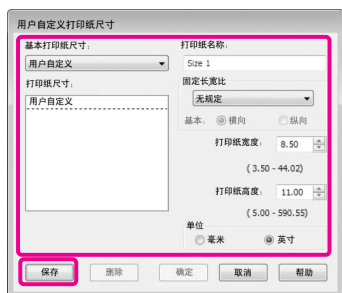 用户自定义打印纸尺寸
基本打印纸尺寸:
用户自定义
打印纸尺寸:
用户自定义
打印纸名称:
Size 1
固定长宽比
无规定
基本: 横向 纵向
打印纸宽度: 8.50
(3.50 - 44.02)
打印纸高度: 11.00
(5.00 - 590.55)
单位
毫米 英寸
保存 删除 确定 取消 帮助